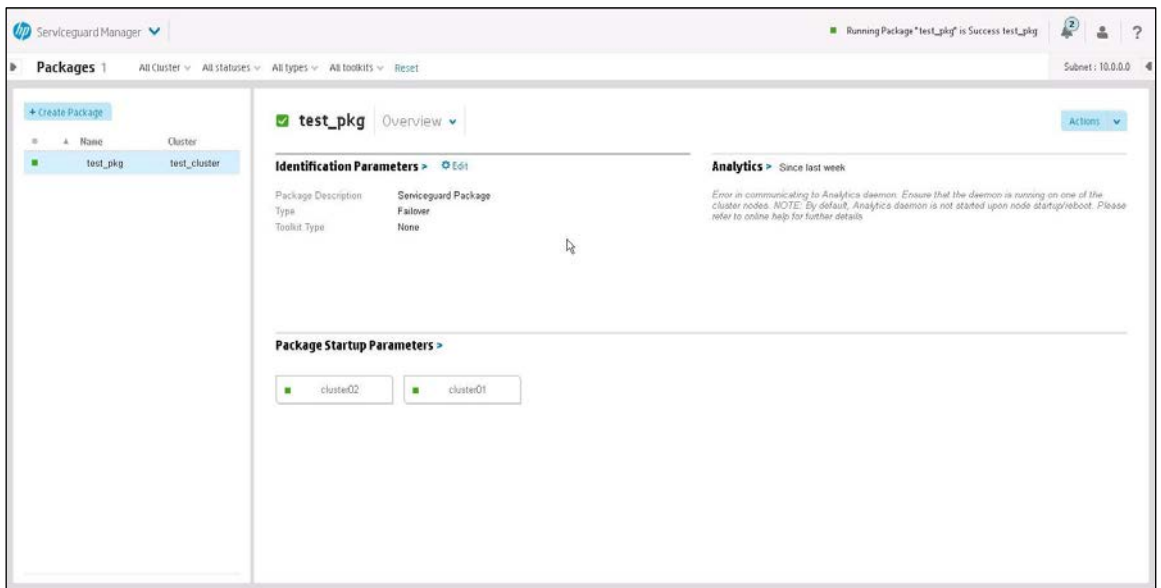 hp Serviceguard Manager
Running Package "test_pkg" is Success test_pkg
2
?
Packages 1 All Cluster All statuses All types All toolkits Reset
Subnet : 10.0.0.0
+ Create Package
Name Cluster
test_pkg test_cluster
test_pkg Overview
Actions
Identification Parameters > Edit
Package Description Serviceguard Package
Type Failover
Toolkit Type None
Analytics > Since last week
Error in communicating to Analytics daemon. Ensure that the daemon is running on one of the
cluster nodes. NOTE: By default, Analytics daemon is not started upon node startup/reboot. Please
refer to online help for further details
Package Startup Parameters >
cluster02 cluster01